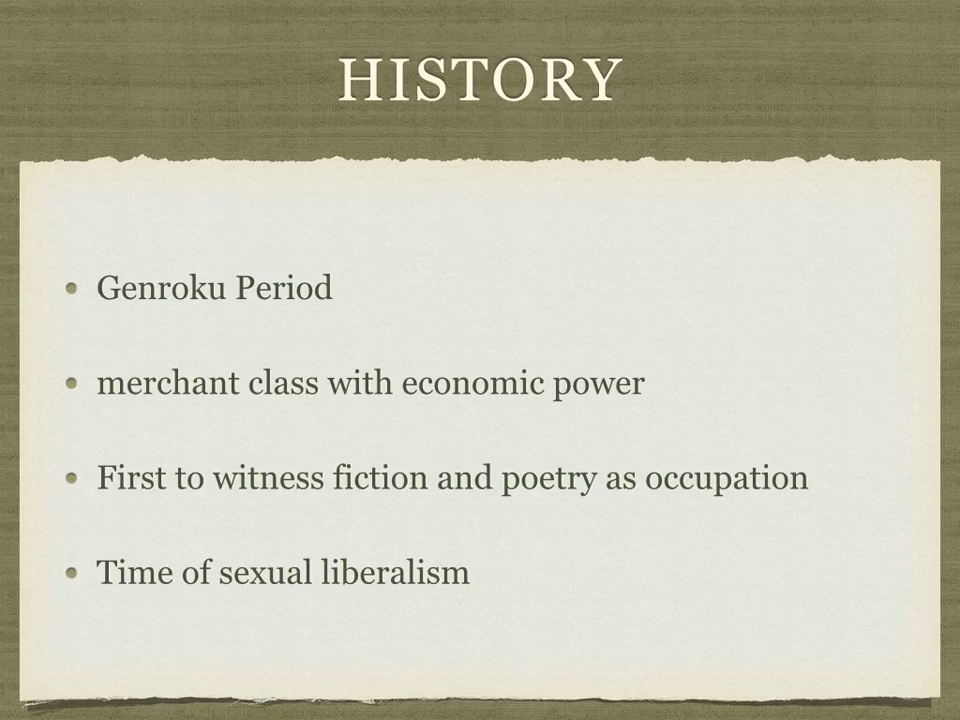 HISTORY
• Genroku Period
• merchant class with economic power
• First to witness fiction and poetry as occupation
• Time of sexual liberalism